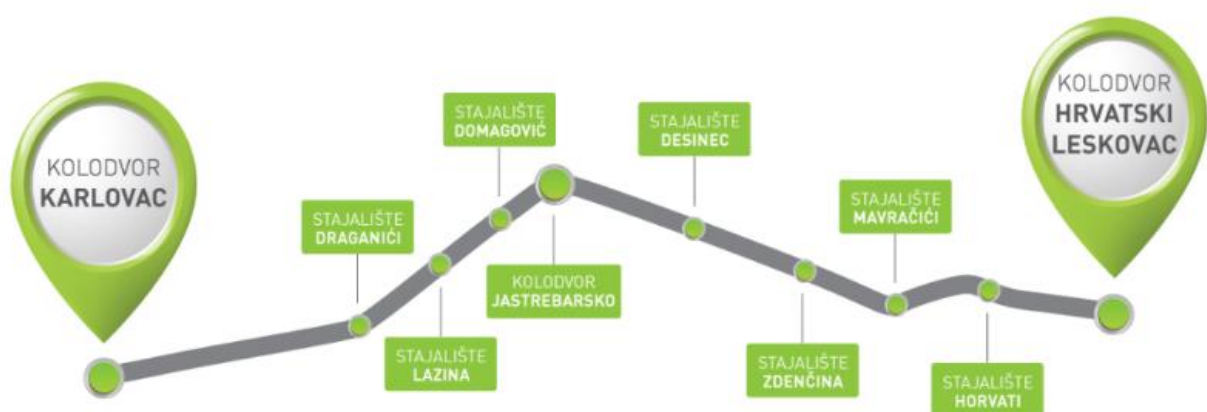 KOLODVOR
KARLOVAC
STAJALIŠTE
DRAGANIĆI
STAJALIŠTE
LAZINA
STAJALIŠTE
DOMAGOVIĆ
KOLODVOR
JASTREBARSKO
STAJALIŠTE
DESINEC
STAJALIŠTE
ZDENČINA
STAJALIŠTE
MAVRAČIĆI
STAJALIŠTE
HORVATI
KOLODVOR
HRVATSKI
LESKOVAC